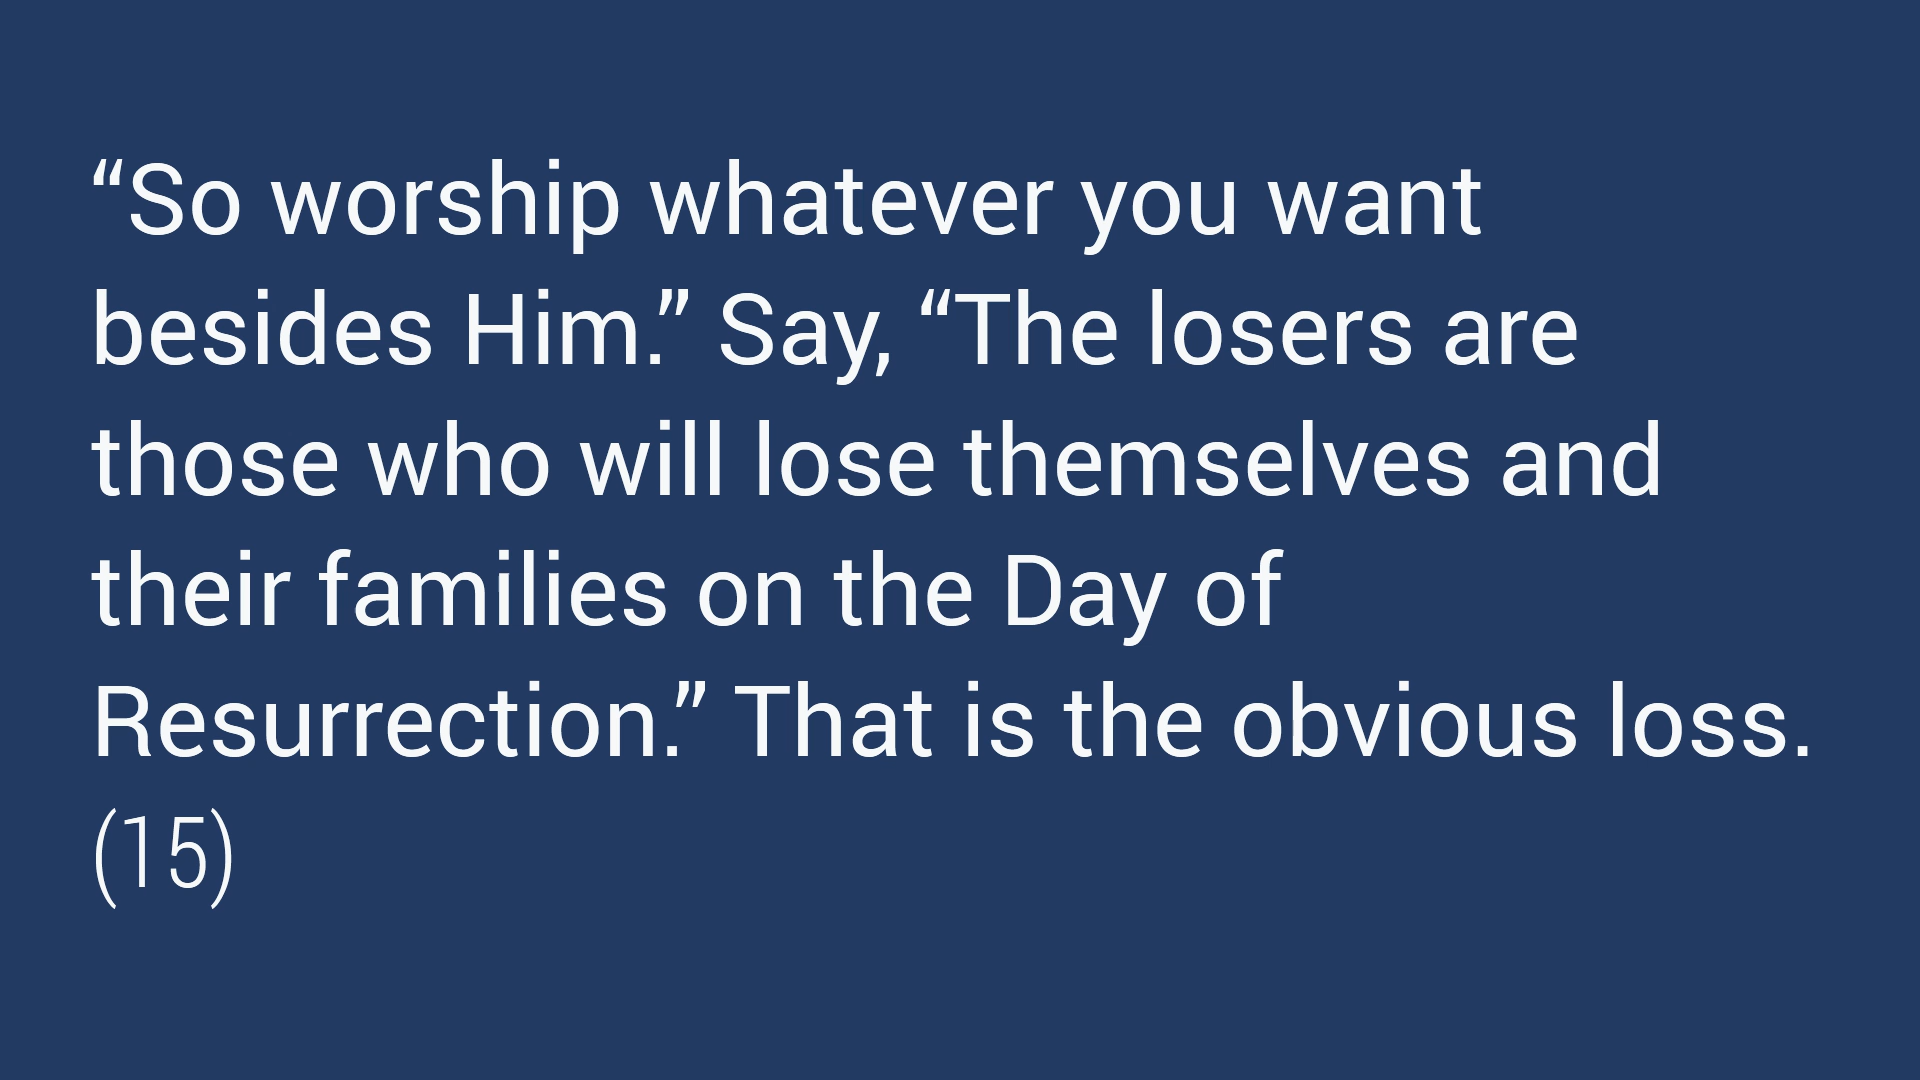 “So worship whatever you want
besides Him.” Say, “The losers are
those who will lose themselves and
their families on the Day of
Resurrection.” That is the obvious loss.
(15)